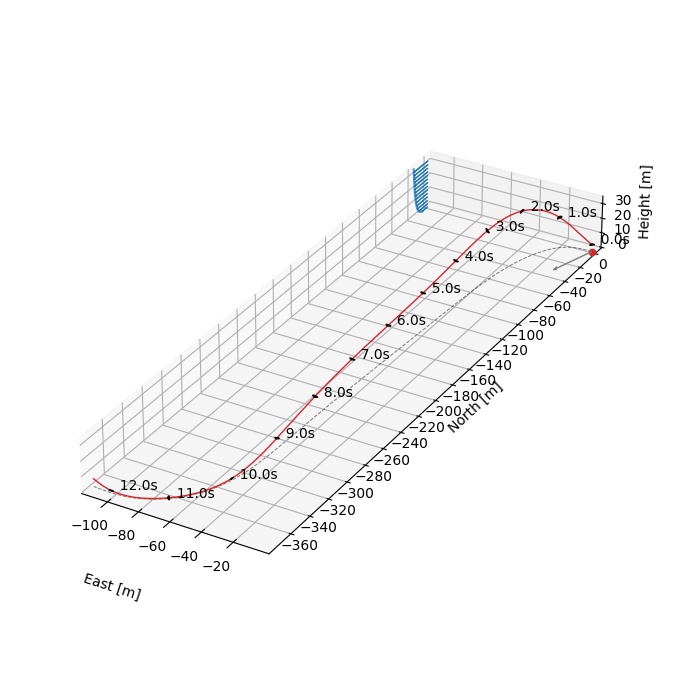 30
20
10
0
Height [m]
0.0s
1.0s
2.0s
3.0s
4.0s
5.0s
6.0s
7.0s
8.0s
9.0s
10.0s
11.0s
12.0s
0
−20
−40
−60
−80
−100
−120
−140
−160
−180
−200
−220
−240
−260
−280
−300
−320
−340
−360
North [m]
−100
−80
−60
−40
−20
East [m]